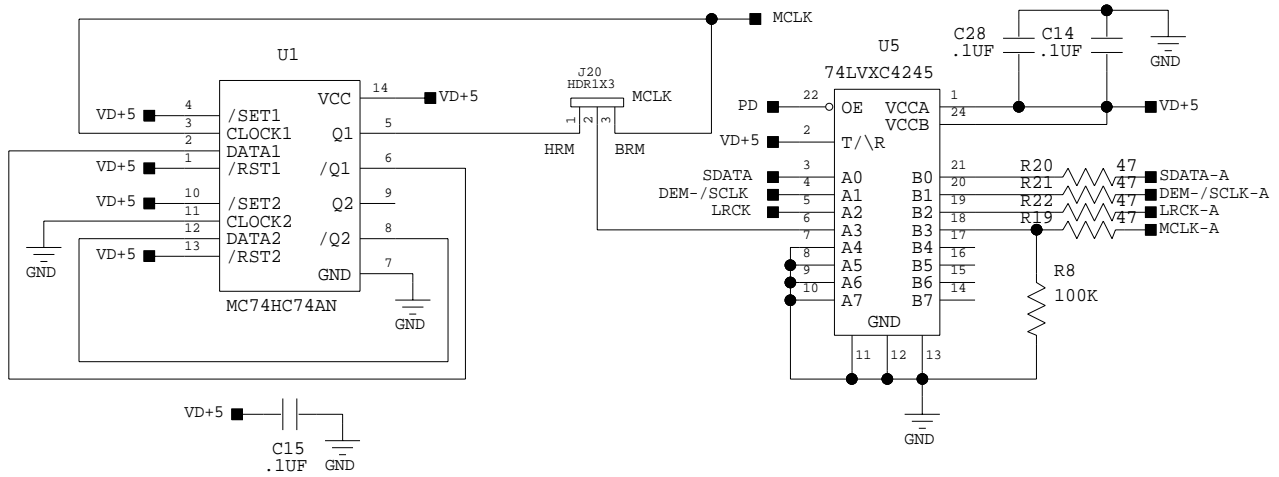 MCLK
U1
VCC
14
VD+5
VD+5
4
/SET1
3
CLOCK1
Q1
5
2
DATA1
VD+5
1
/RST1
/Q1
6
VD+5
10
/SET2
Q2
9
11
CLOCK2
12
DATA2
/Q2
8
VD+5
13
/RST2
GND
7
GND
GND
MC74HC74AN
J20
HDR1X3
MCLK
1
2
3
HRM
BRM
VD+5
C15
.1UF
GND
U5
74LVXC4245
C28
.1UF
C14
.1UF
GND
PD
22
OE
VCCA
1
VD+5
VCCB
24
VD+5
2
T/\R
SDATA
3
A0
B0
21
R20
47
SDATA-A
DEM-/SCLK
4
A1
B1
20
R21
47
DEM-/SCLK-A
LRCK
5
A2
B2
19
R22
47
LRCK-A
6
A3
B3
18
R19
47
MCLK-A
7
A4
B4
17
8
A5
B5
16
9
A6
B6
15
10
A7
B7
14
R8
100K
GND
11
12
13
GND